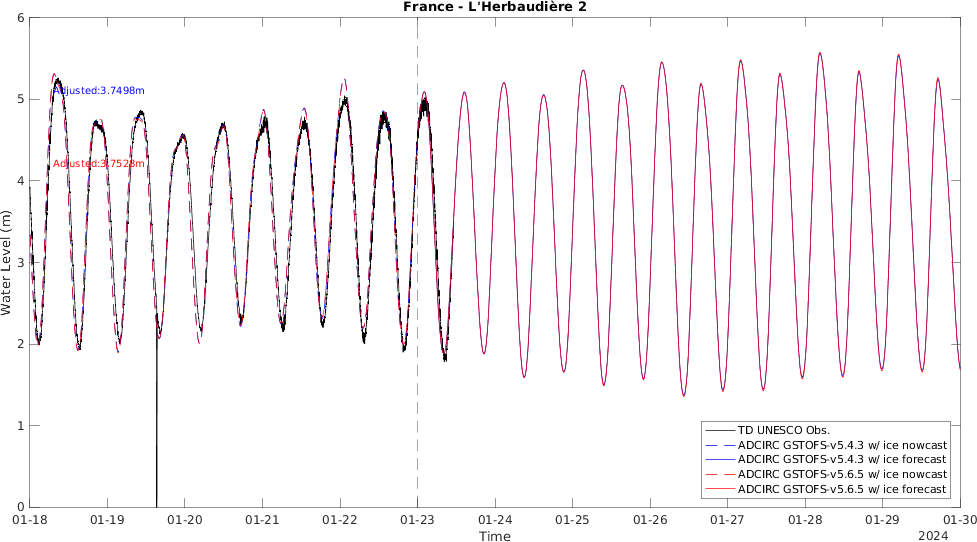 France - L'Herbaudière 2
6
5
4
3
2
1
0
Water Level (m)
Adjusted:3.7498m
Adjusted:3.7528m
TD UNESCO Obs.
ADCIRC GSTOFS-v5.4.3 w/ ice nowcast
ADCIRC GSTOFS-v5.4.3 w/ ice forecast
ADCIRC GSTOFS-v5.6.5 w/ ice nowcast
ADCIRC GSTOFS-v5.6.5 w/ ice forecast
01-18 01-19 01-20 01-21 01-22 01-23 01-24 01-25 01-26 01-27 01-28 01-29 01-30
Time
2024